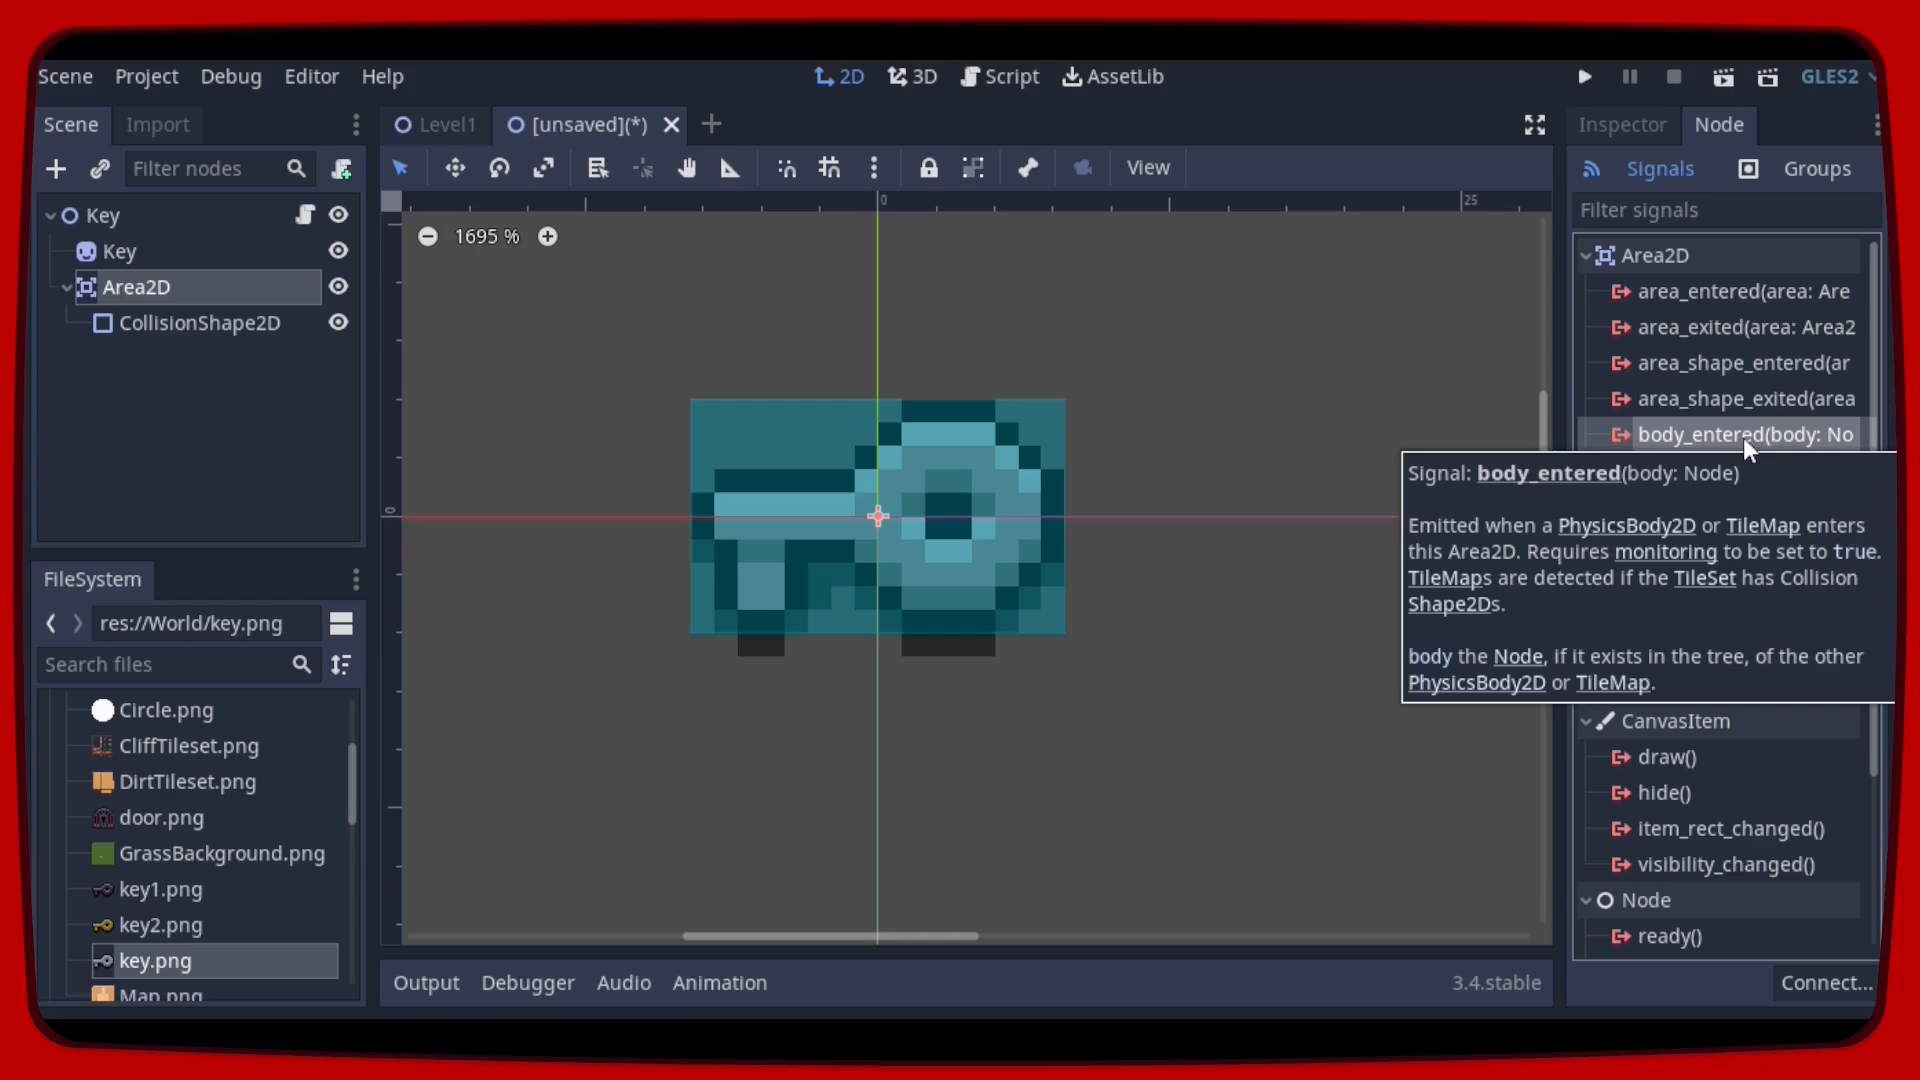 Scene Project Debug Editor Help
2D 3D Script AssetLib
GLES2
Scene Import
Filter nodes
Key
Key
Area2D
CollisionShape2D
FileSystem
res://World/key.png
Search files
Circle.png
CliffTileset.png
DirtTileset.png
door.png
GrassBackground.png
key1.png
key2.png
key.png
Map.png
Level1 [unsaved](*)
View
0 25
1695 %
0
Output Debugger Audio Animation 3.4.stable
Inspector Node
Signals Groups
Filter signals
Area2D
area_entered(area: Are
area_exited(area: Area2
area_shape_entered(ar
area_shape_exited(area
body_entered(body: No
Signal: body_entered(body: Node)
Emitted when a PhysicsBody2D or TileMap enters
this Area2D. Requires monitoring to be set to true.
TileMaps are detected if the TileSet has Collision
Shape2Ds.
body the Node, if it exists in the tree, of the other
PhysicsBody2D or TileMap.
CanvasItem
draw()
hide()
item_rect_changed()
visibility_changed()
Node
ready()
Connect...